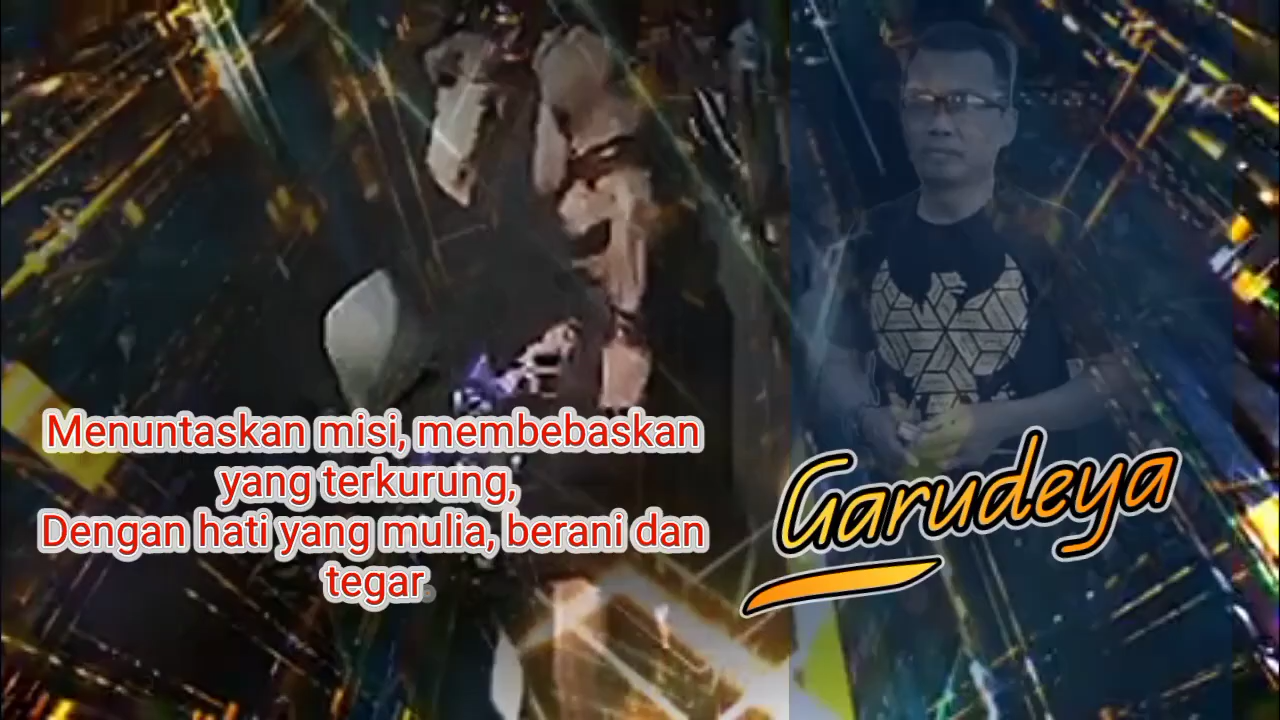 Menuntaskan misi, membebaskan
yang terkurung,
Dengan hati yang mulia, berani dan
tegar.
Garudeya